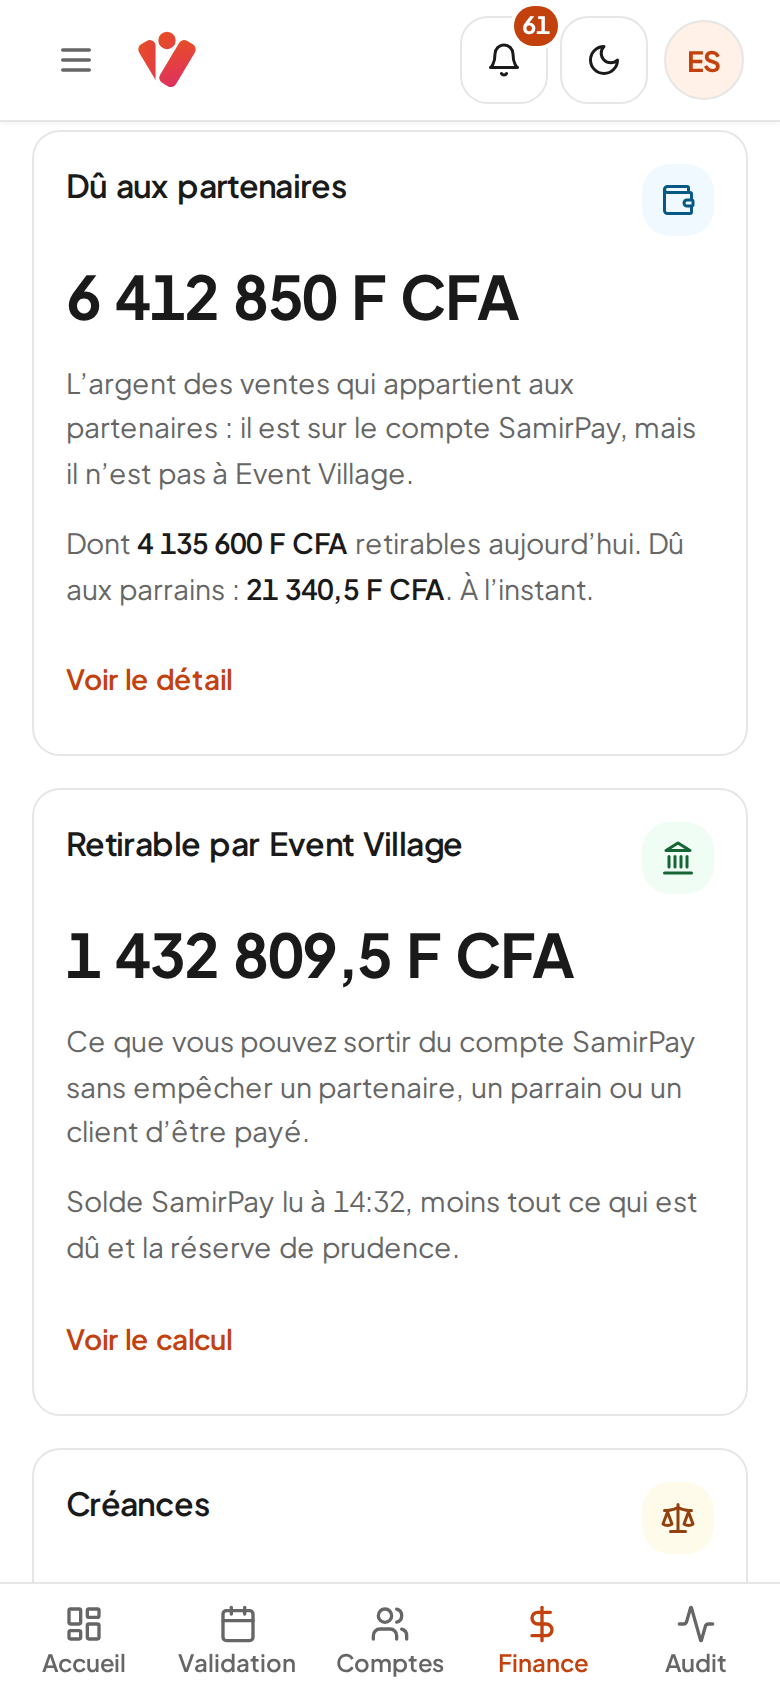 61
ES
Dû aux partenaires
6 412 850 F CFA
L’argent des ventes qui appartient aux
partenaires : il est sur le compte SamirPay, mais
il n’est pas à Event Village.
Dont 4 135 600 F CFA retirables aujourd’hui. Dû
aux parrains : 21 340,5 F CFA. À l’instant.
Voir le détail
Retirable par Event Village
1 432 809,5 F CFA
Ce que vous pouvez sortir du compte SamirPay
sans empêcher un partenaire, un parrain ou un
client d’être payé.
Solde SamirPay lu à 14:32, moins tout ce qui est
dû et la réserve de prudence.
Voir le calcul
Créances
Accueil Validation Comptes Finance Audit